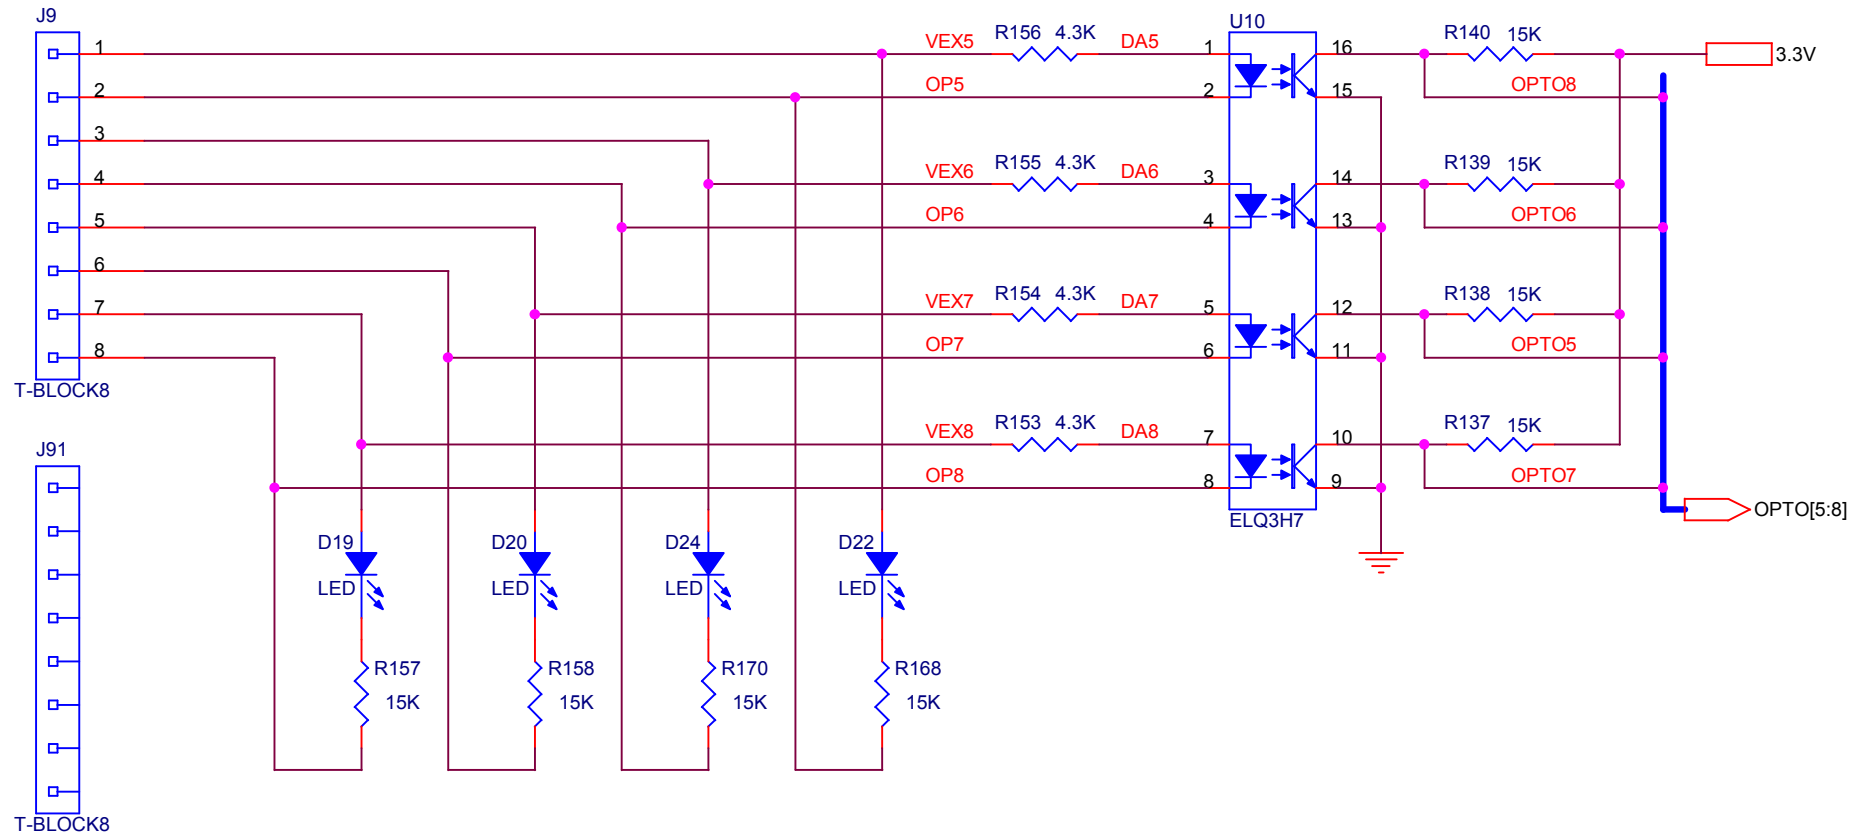 J9
1
2
3
4
5
6
7
8
T-BLOCK8
J91
T-BLOCK8
VEX5 R156 4.3K DA5
OP5
VEX6 R155 4.3K DA6
OP6
VEX7 R154 4.3K DA7
OP7
VEX8 R153 4.3K DA8
OP8
U10
1 16
2 15
3 14
4 13
5 12
6 11
7 10
8 9
ELQ3H7
R140 15K
OPTO8
R139 15K
OPTO6
R138 15K
OPTO5
R137 15K
OPTO7
3.3V
OPTO[5:8]
D19
LED
D20
LED
D24
LED
D22
LED
R157
15K
R158
15K
R170
15K
R168
15K